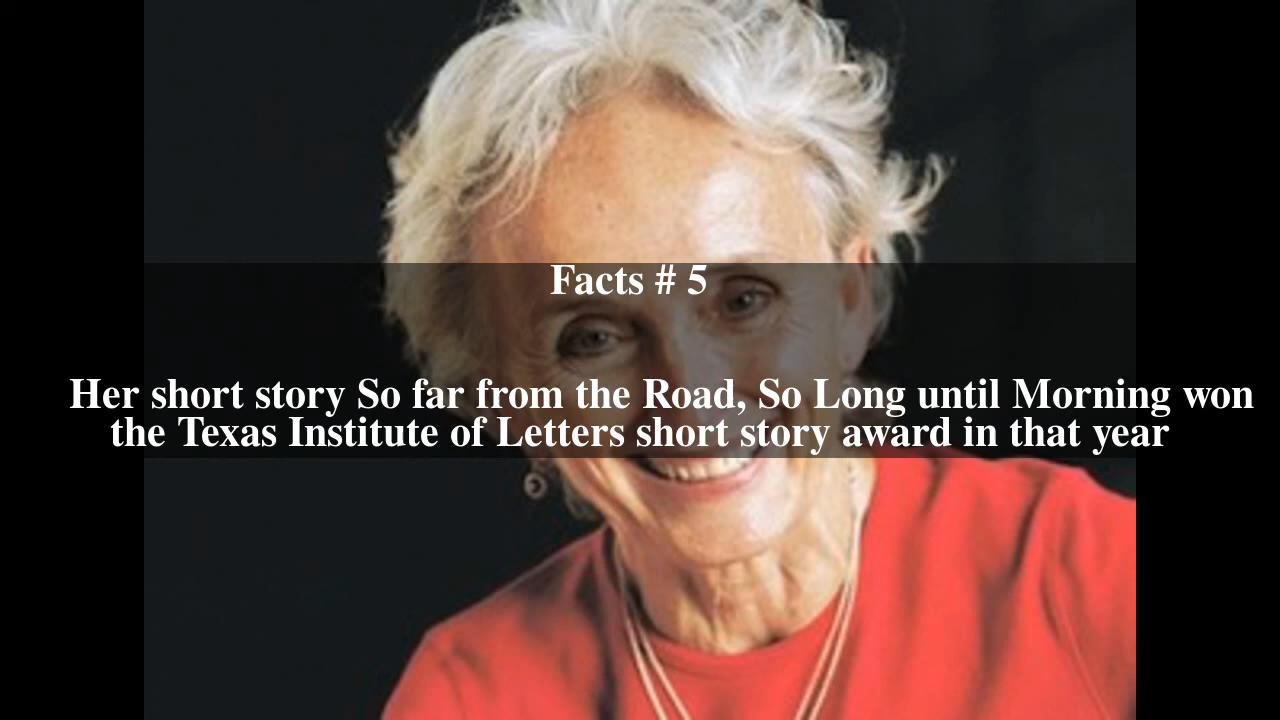 Facts # 5
Her short story So far from the Road, So Long until Morning won
the Texas Institute of Letters short story award in that year